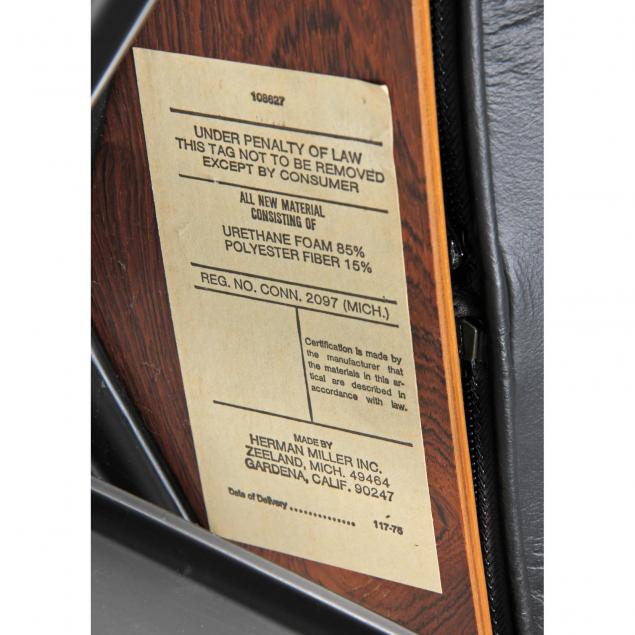 108627
UNDER PENALTY OF LAW
THIS TAG NOT TO BE REMOVED
EXCEPT BY CONSUMER
ALL NEW MATERIAL
CONSISTING OF
URETHANE FOAM 85%
POLYESTER FIBER 15%
REG. NO. CONN. 2097 (MICH.)
Certification is made by
the manufacturer that
the materials in this ar-
tical are described in
accordance with law.
MADE BY
HERMAN MILLER INC.
ZEELAND, MICH. 49464
GARDENA, CALIF. 90247
Date of Delivery .............. 117-75